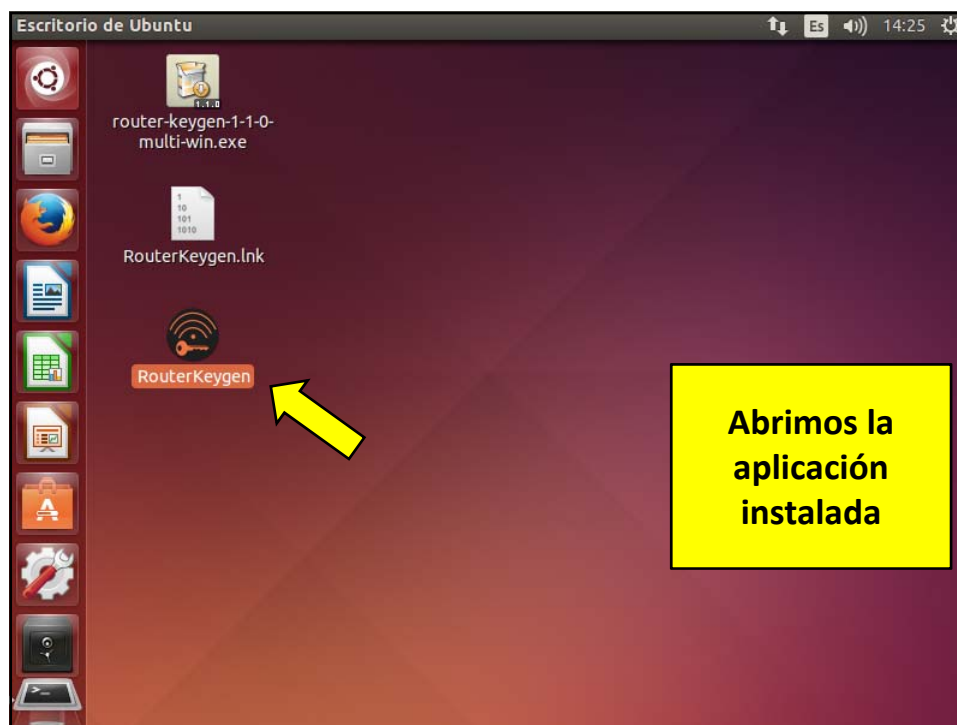 Escritorio de Ubuntu
Es
14:25
1.1.0
router-keygen-1-1-0-
multi-win.exe
1
10
101
1010
RouterKeygen.lnk
RouterKeygen
Abrimos la
aplicación
instalada